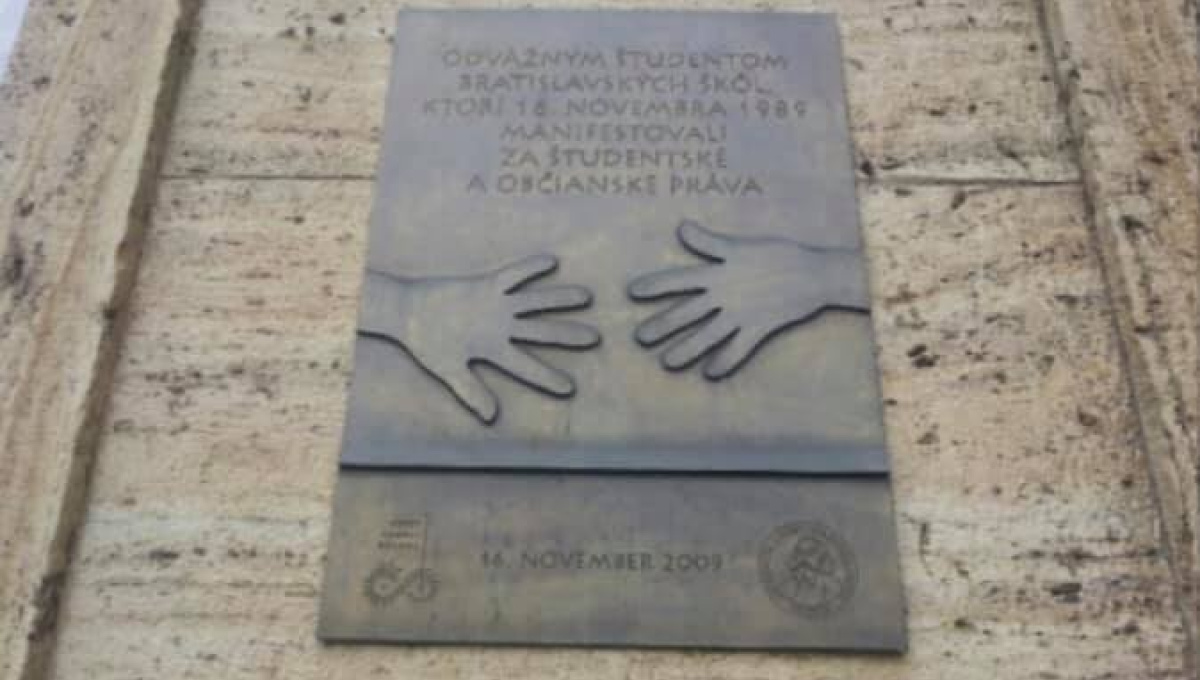 ODVÁŽNYM ŠTUDENTOM
BRATISLAVSKÝCH ŠKÔL,
KTORÍ 16. NOVEMBRA 1989
MANIFESTOVALI
ZA ŠTUDENTSKÉ
A OBČIANSKE PRÁVA
16. NOVEMBER 2009